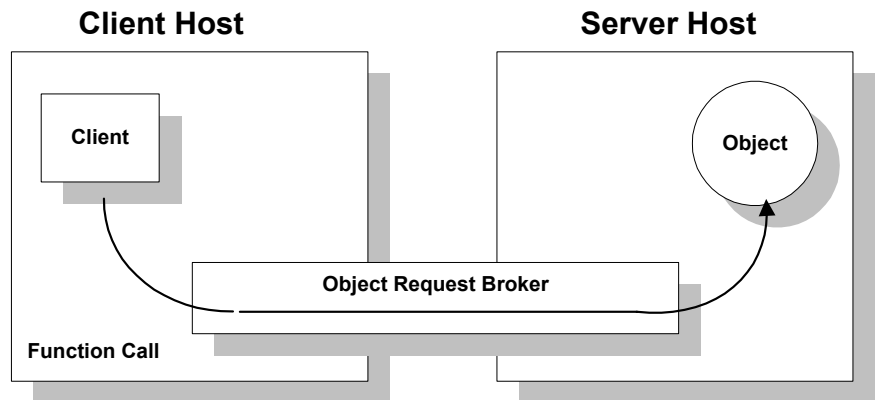 Client Host
Server Host
Client
Object
Object Request Broker
Function Call